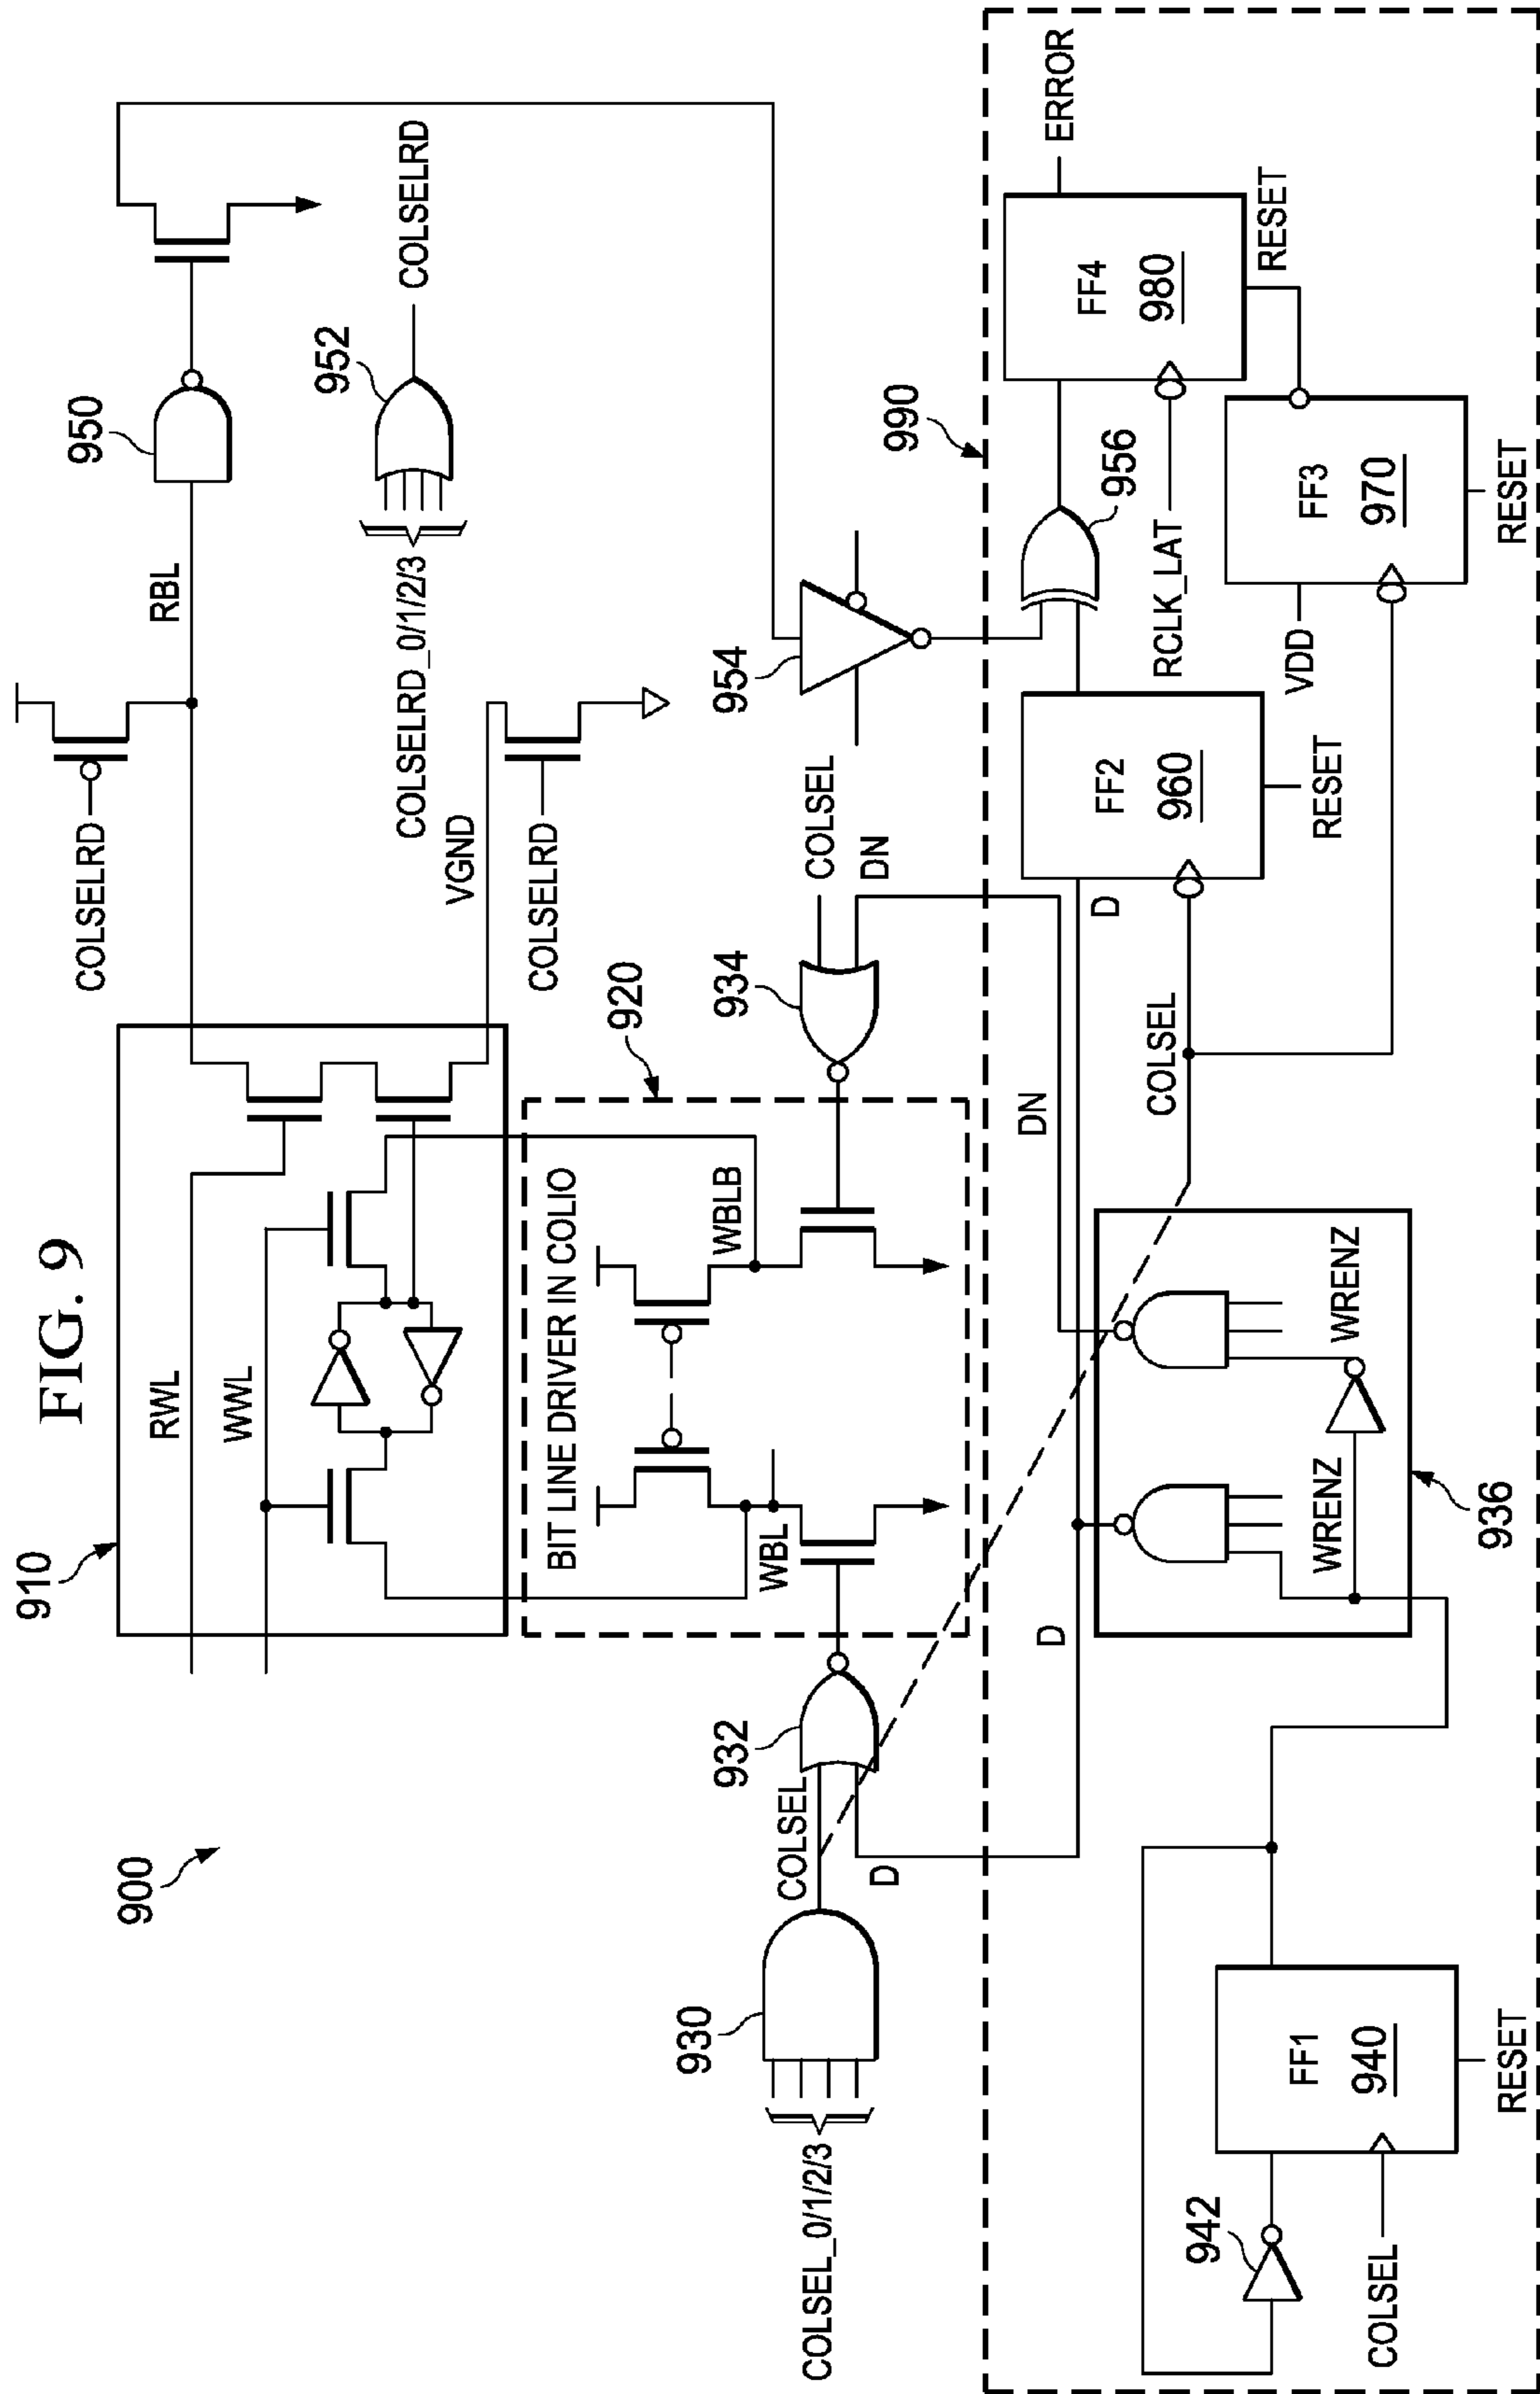 FIG. 9
900
910
RWL
WWL
COLSELRD
RBL
950
952
COLSELRD
COLSELRD_0/1/2/3
VGND
COLSELRD
920
BIT LINE DRIVER IN COLIO
WBL
WBLB
930
COLSEL_0/1/2/3
COLSEL
D
932
934
COLSEL
DN
954
990
942
COLSEL
FF1
940
RESET
D
DN
WRENZ
WRENZ
936
COLSEL
D
FF2
960
RESET
956
RCLK_LAT
VDD
FF3
970
RESET
FF4
980
RESET
ERROR